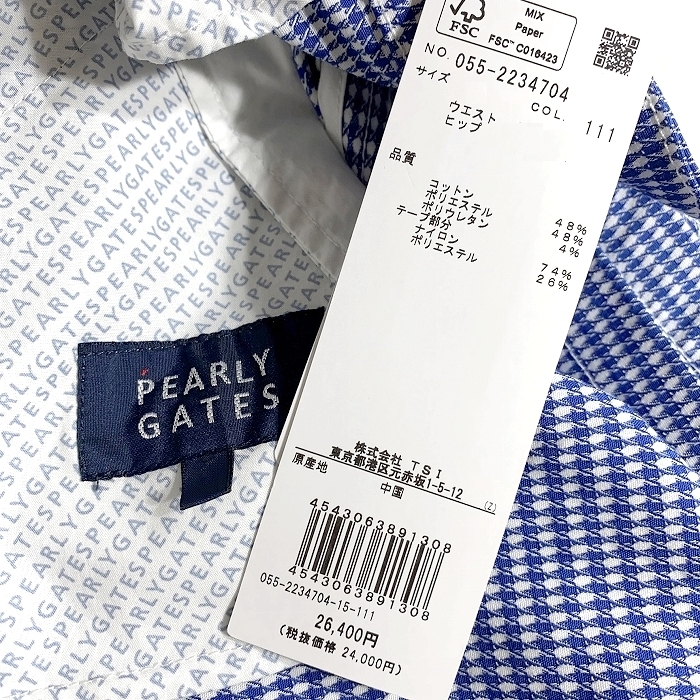 MIX
Paper
FSC
FSC™ C016423
NO. 055-2234704
サイズ
COL. 111
ウエスト
ヒップ
品質
コットン 48%
ポリエステル 48%
ポリウレタン 4%
テープ部分
ナイロン 74%
ポリエステル 26%
株式会社 TSI
東京都港区元赤坂1-5-12
(Z)
原産地
中国
4543063891308
4543063891308
055-2234704-15-111
26,400円
(税抜価格 24,000円)
PEARLY
GATES
PEARLYGATESPEARLYGATESPEARLYGATES